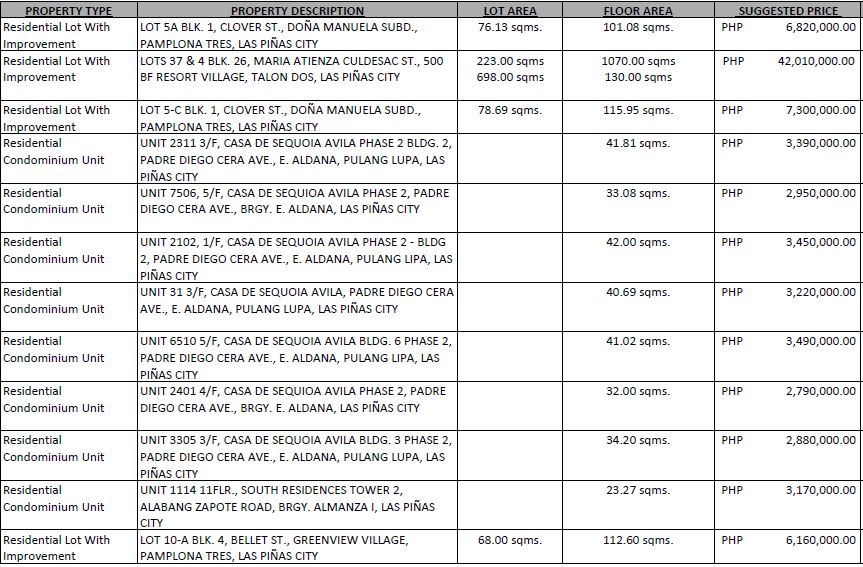 PROPERTY TYPE PROPERTY DESCRIPTION LOT AREA FLOOR AREA SUGGESTED PRICE
Residential Lot With LOT 5A BLK. 1, CLOVER ST., DOÑA MANUELA SUBD., 76.13 sqms. 101.08 sqms. PHP 6,820,000.00
Improvement PAMPLONA TRES, LAS PIÑAS CITY
Residential Lot With LOTS 37 & 4 BLK. 26, MARIA ATIENZA CULDESAC ST., 500 223.00 sqms 1070.00 sqms PHP 42,010,000.00
Improvement BF RESORT VILLAGE, TALON DOS, LAS PIÑAS CITY 698.00 sqms 130.00 sqms
Residential Lot With LOT 5-C BLK. 1, CLOVER ST., DOÑA MANUELA SUBD., 78.69 sqms. 115.95 sqms. PHP 7,300,000.00
Improvement PAMPLONA TRES, LAS PIÑAS CITY
Residential UNIT 2311 3/F, CASA DE SEQUOIA AVILA PHASE 2 BLDG. 2, 41.81 sqms. PHP 3,390,000.00
Condominium Unit PADRE DIEGO CERA AVE., E. ALDANA, PULANG LUPA, LAS
PIÑAS CITY
Residential UNIT 7506, 5/F, CASA DE SEQUOIA AVILA PHASE 2, PADRE 33.08 sqms. PHP 2,950,000.00
Condominium Unit DIEGO CERA AVE., BRGY. E. ALDANA, LAS PIÑAS CITY
Residential UNIT 2102, 1/F, CASA DE SEQUOIA AVILA PHASE 2 - BLDG 42.00 sqms. PHP 3,450,000.00
Condominium Unit 2, PADRE DIEGO CERA AVE., E. ALDANA, PULANG LIPA, LAS
PIÑAS CITY
Residential UNIT 31 3/F, CASA DE SEQUOIA AVILA, PADRE DIEGO CERA 40.69 sqms. PHP 3,220,000.00
Condominium Unit AVE., E. ALDANA, PULANG LUPA, LAS PIÑAS CITY
Residential UNIT 6510 5/F, CASA DE SEQUOIA AVILA BLDG. 6 PHASE 2, 41.02 sqms. PHP 3,490,000.00
Condominium Unit PADRE DIEGO CERA AVE., E. ALDANA, PULANG LIPA, LAS
PIÑAS CITY
Residential UNIT 2401 4/F, CASA DE SEQUOIA AVILA PHASE 2, PADRE 32.00 sqms. PHP 2,790,000.00
Condominium Unit DIEGO CERA AVE., BRGY. E. ALDANA, LAS PIÑAS CITY
Residential UNIT 3305 3/F, CASA DE SEQUOIA AVILA BLDG. 3 PHASE 2, 34.20 sqms. PHP 2,880,000.00
Condominium Unit PADRE DIEGO CERA AVE., E. ALDANA, PULANG LUPA, LAS
PIÑAS CITY
Residential UNIT 1114 11FLR., SOUTH RESIDENCES TOWER 2, 23.27 sqms. PHP 3,170,000.00
Condominium Unit ALABANG ZAPOTE ROAD, BRGY. ALMANZA I, LAS PIÑAS
CITY
Residential Lot With LOT 10-A BLK. 4, BELLET ST., GREENVIEW VILLAGE, 68.00 sqms. 112.60 sqms. PHP 6,160,000.00
Improvement PAMPLONA TRES, LAS PIÑAS CITY